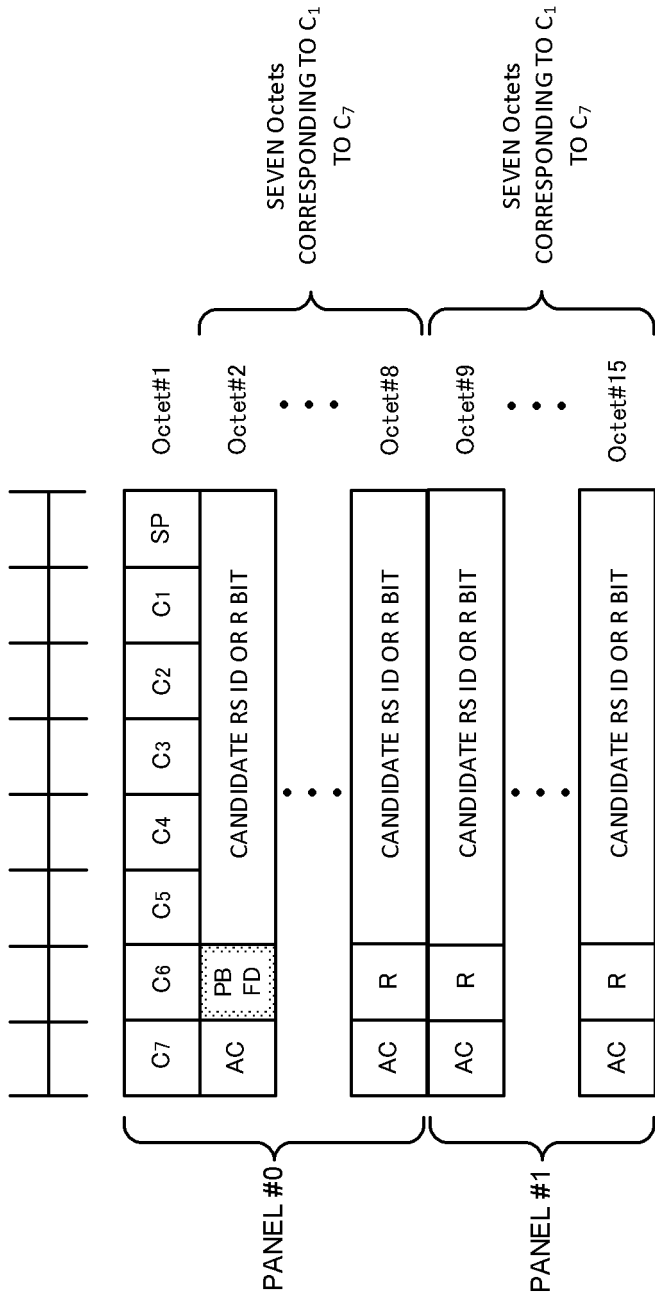 C7 C6 C5 C4 C3 C2 C1 SP Octet#1
PANEL #0
AC PB FD CANDIDATE RS ID OR R BIT Octet#2
SEVEN Octets
CORRESPONDING TO C1
TO C7
AC R CANDIDATE RS ID OR R BIT Octet#8
PANEL #1
AC R CANDIDATE RS ID OR R BIT Octet#9
SEVEN Octets
CORRESPONDING TO C1
TO C7
AC R CANDIDATE RS ID OR R BIT Octet#15